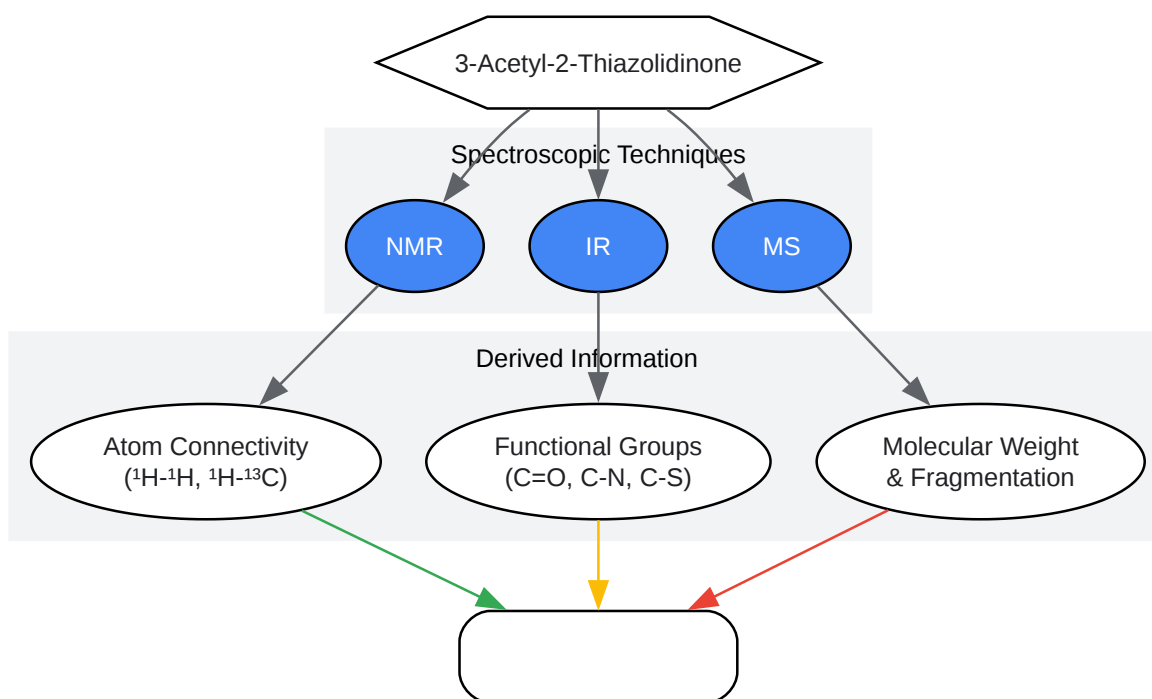 3-Acetyl-2-Thiazolidinone
Spectroscopic Techniques
NMR
IR
MS
Derived Information
Atom Connectivity
(¹H-¹H, ¹H-¹³C)
Functional Groups
(C=O, C-N, C-S)
Molecular Weight
& Fragmentation